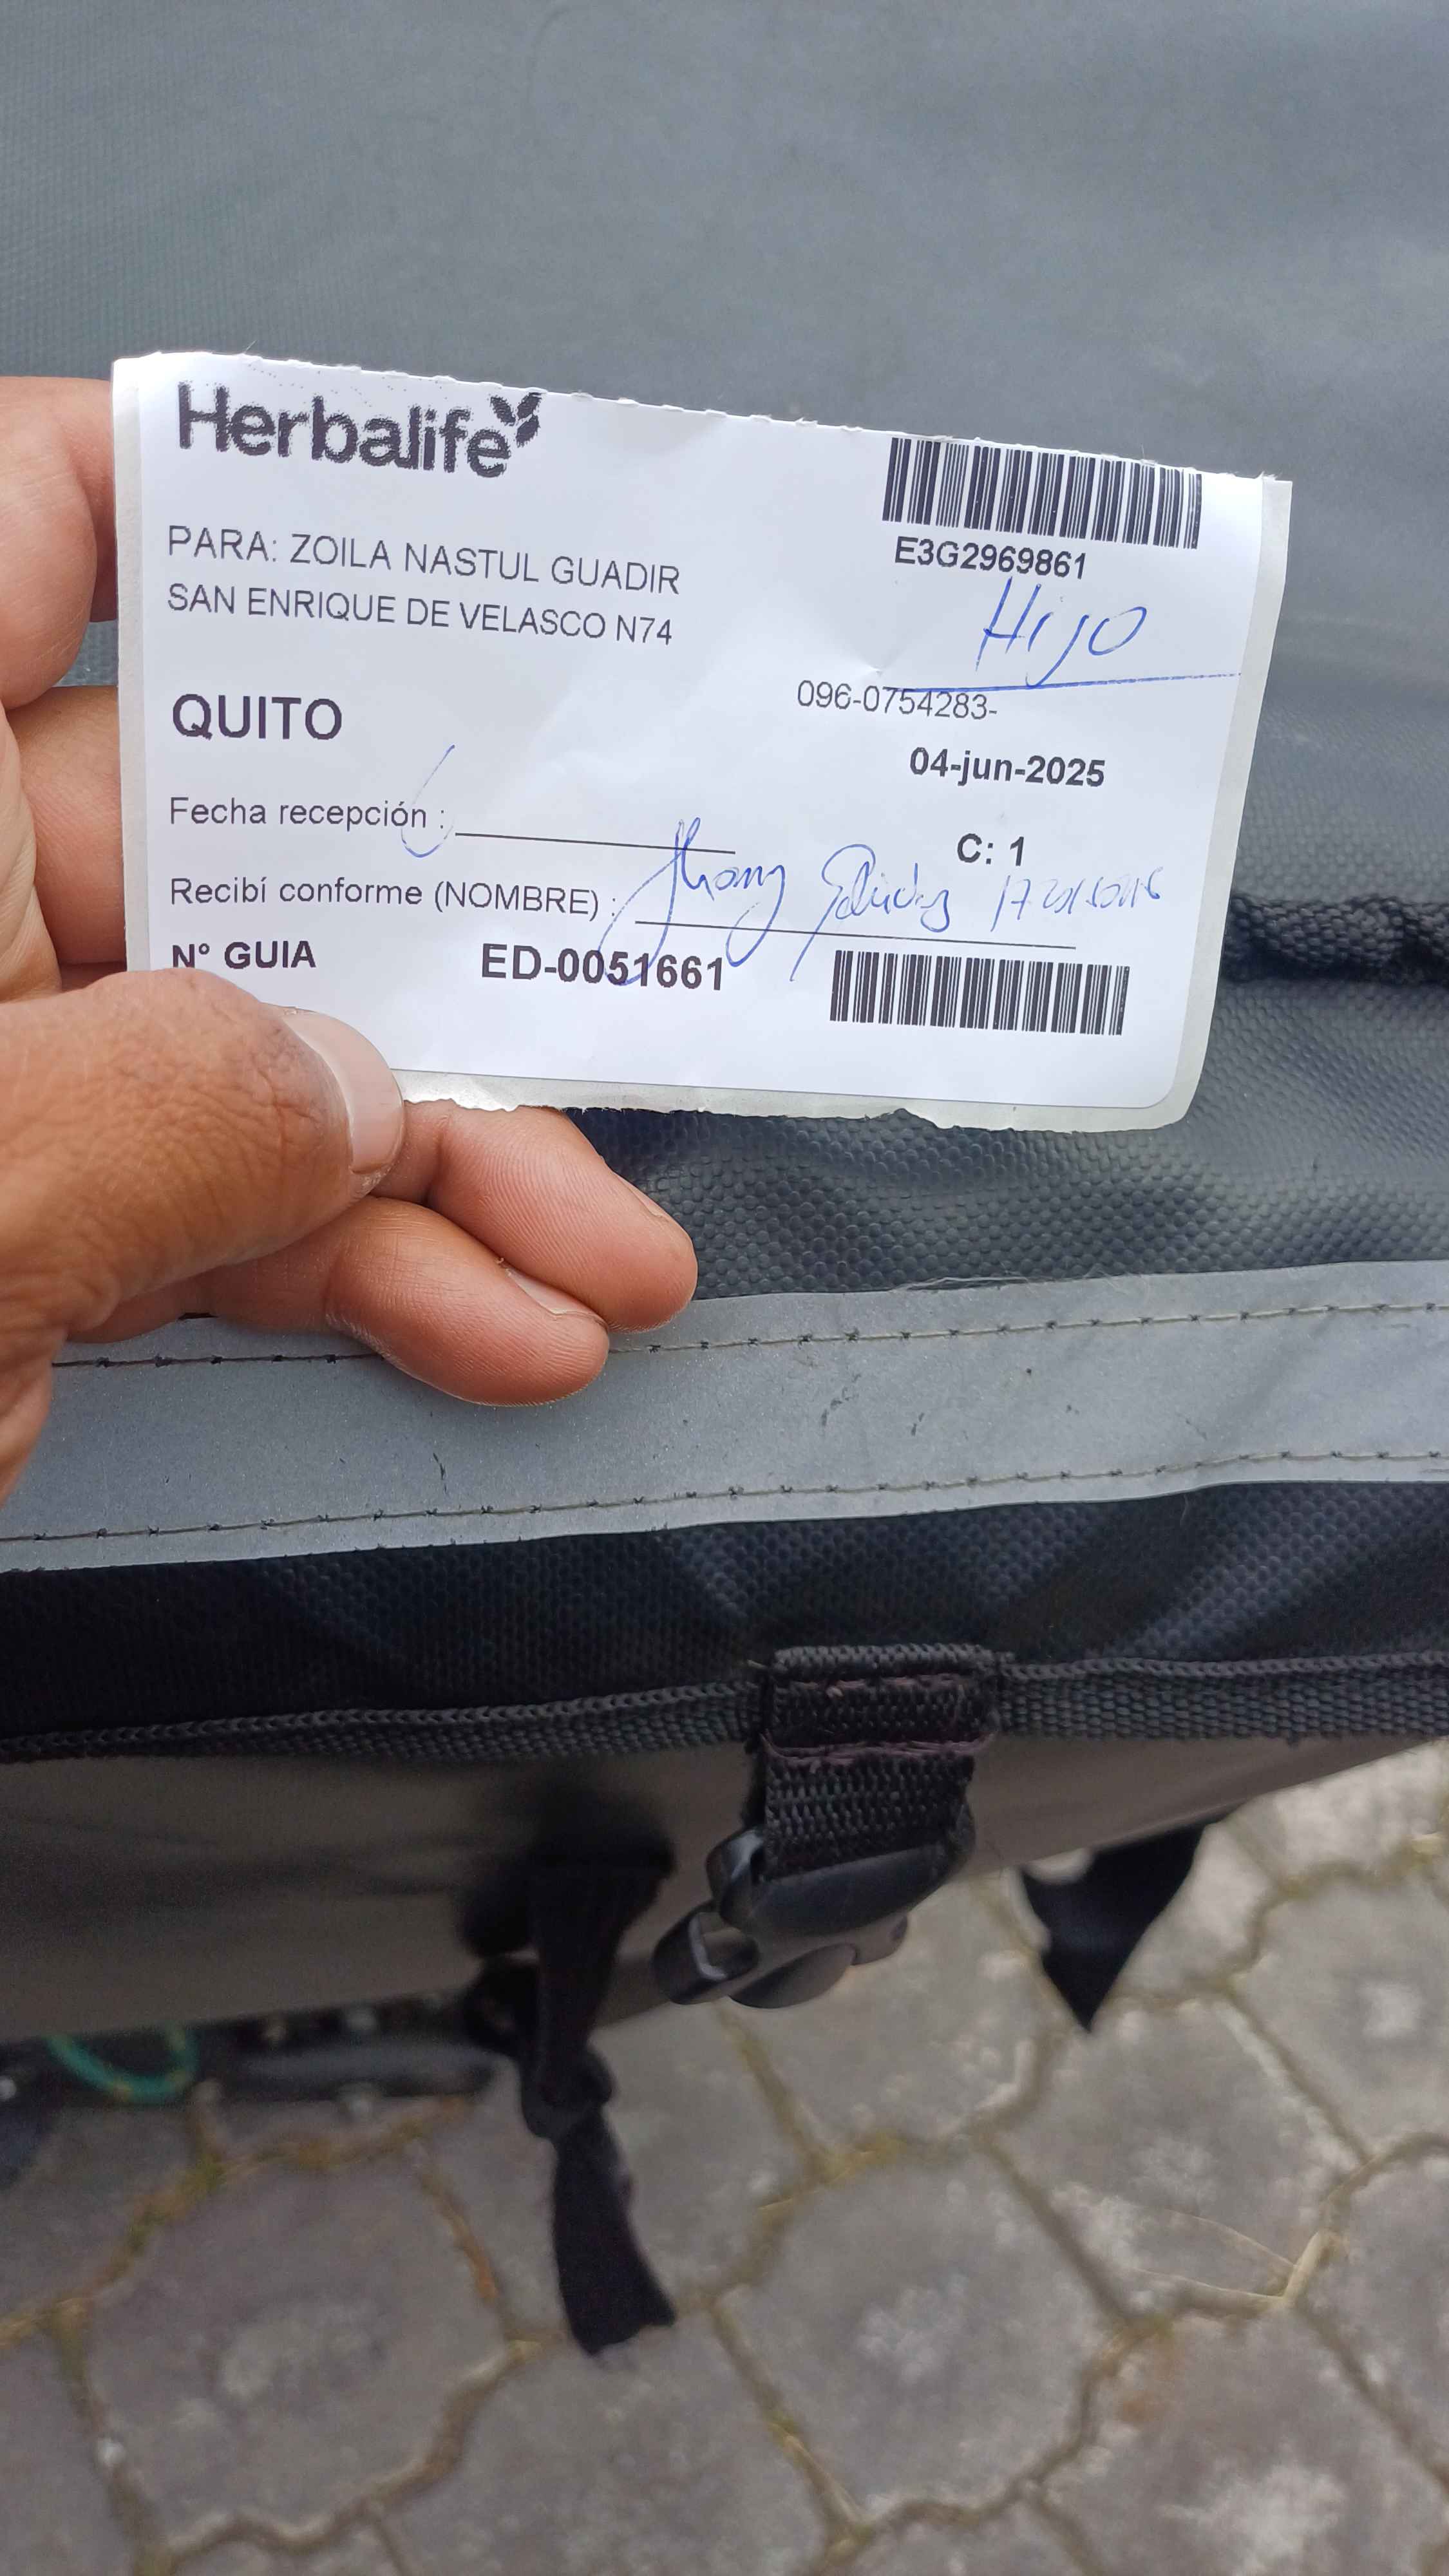 Herbalife
E3G2969861
PARA: ZOILA NASTUL GUADIR
SAN ENRIQUE DE VELASCO N74
Hijo
096-0754283-
QUITO
04-jun-2025
Fecha recepción :
C: 1
Recibí conforme (NOMBRE) : Jhony
N° GUIA ED-0051661